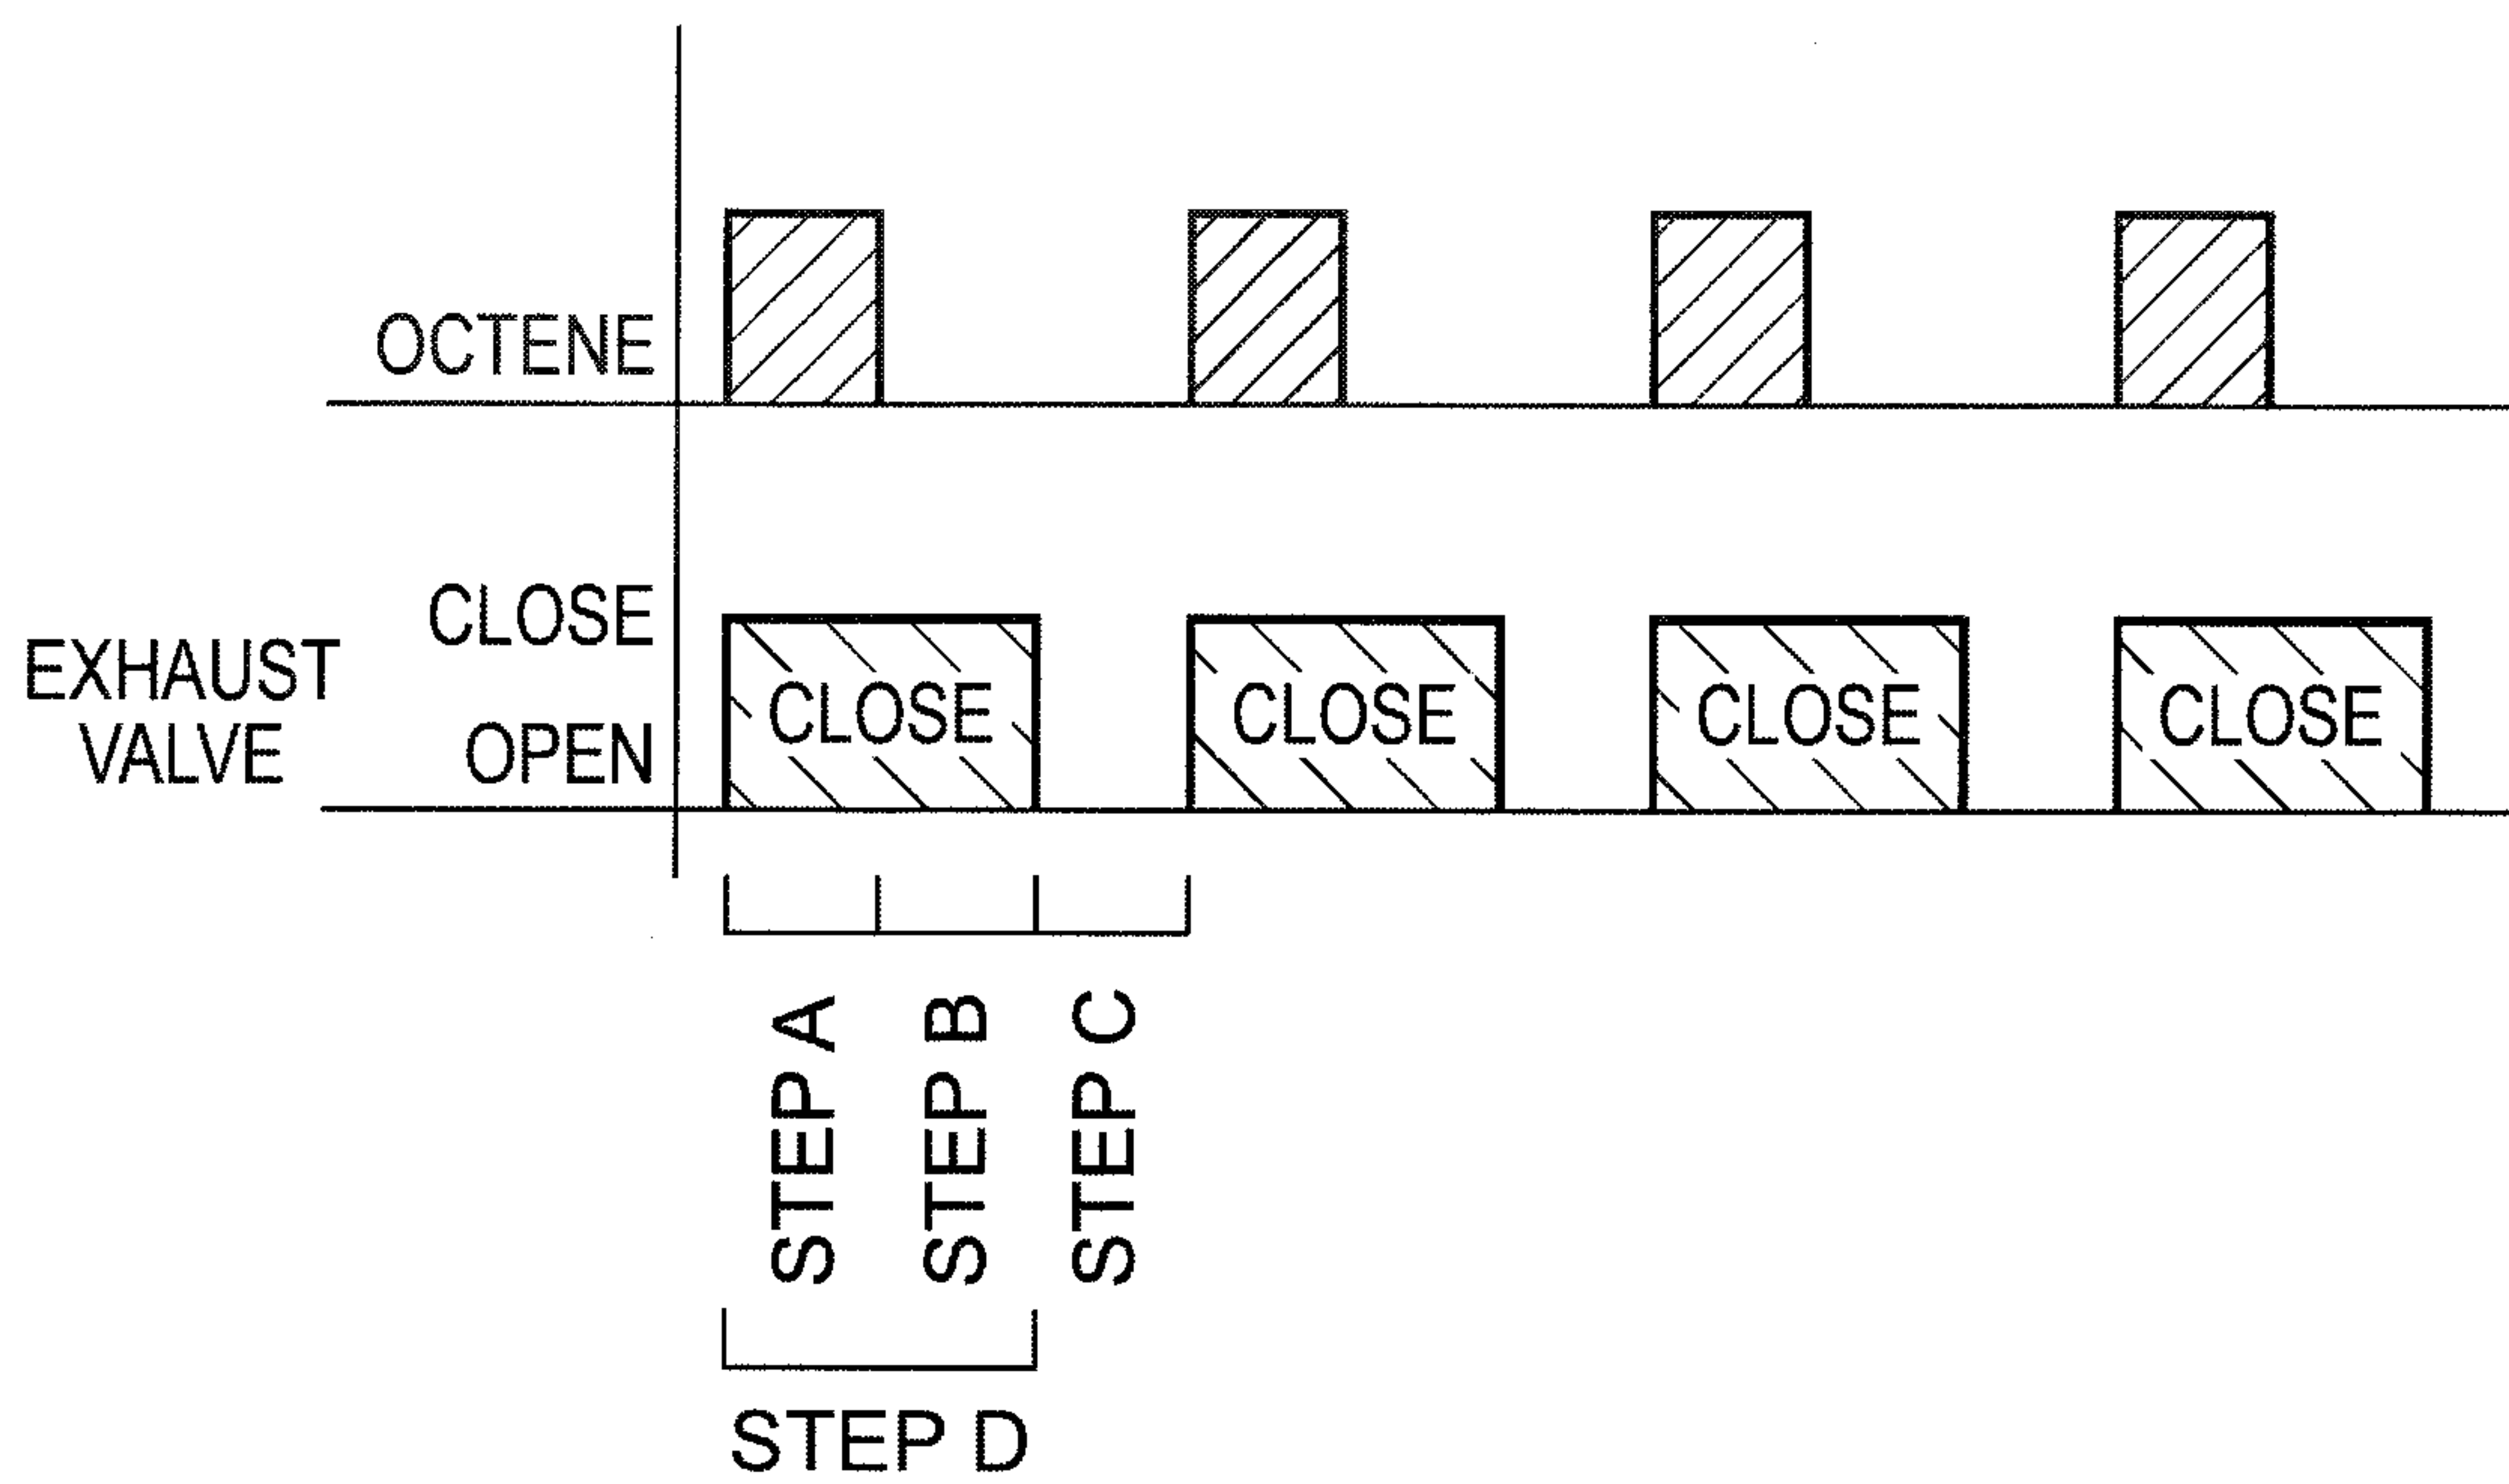 OCTENE
CLOSE
EXHAUST
VALVE
OPEN
CLOSE
CLOSE
CLOSE
CLOSE
STEP A
STEP B
STEP C
STEP D